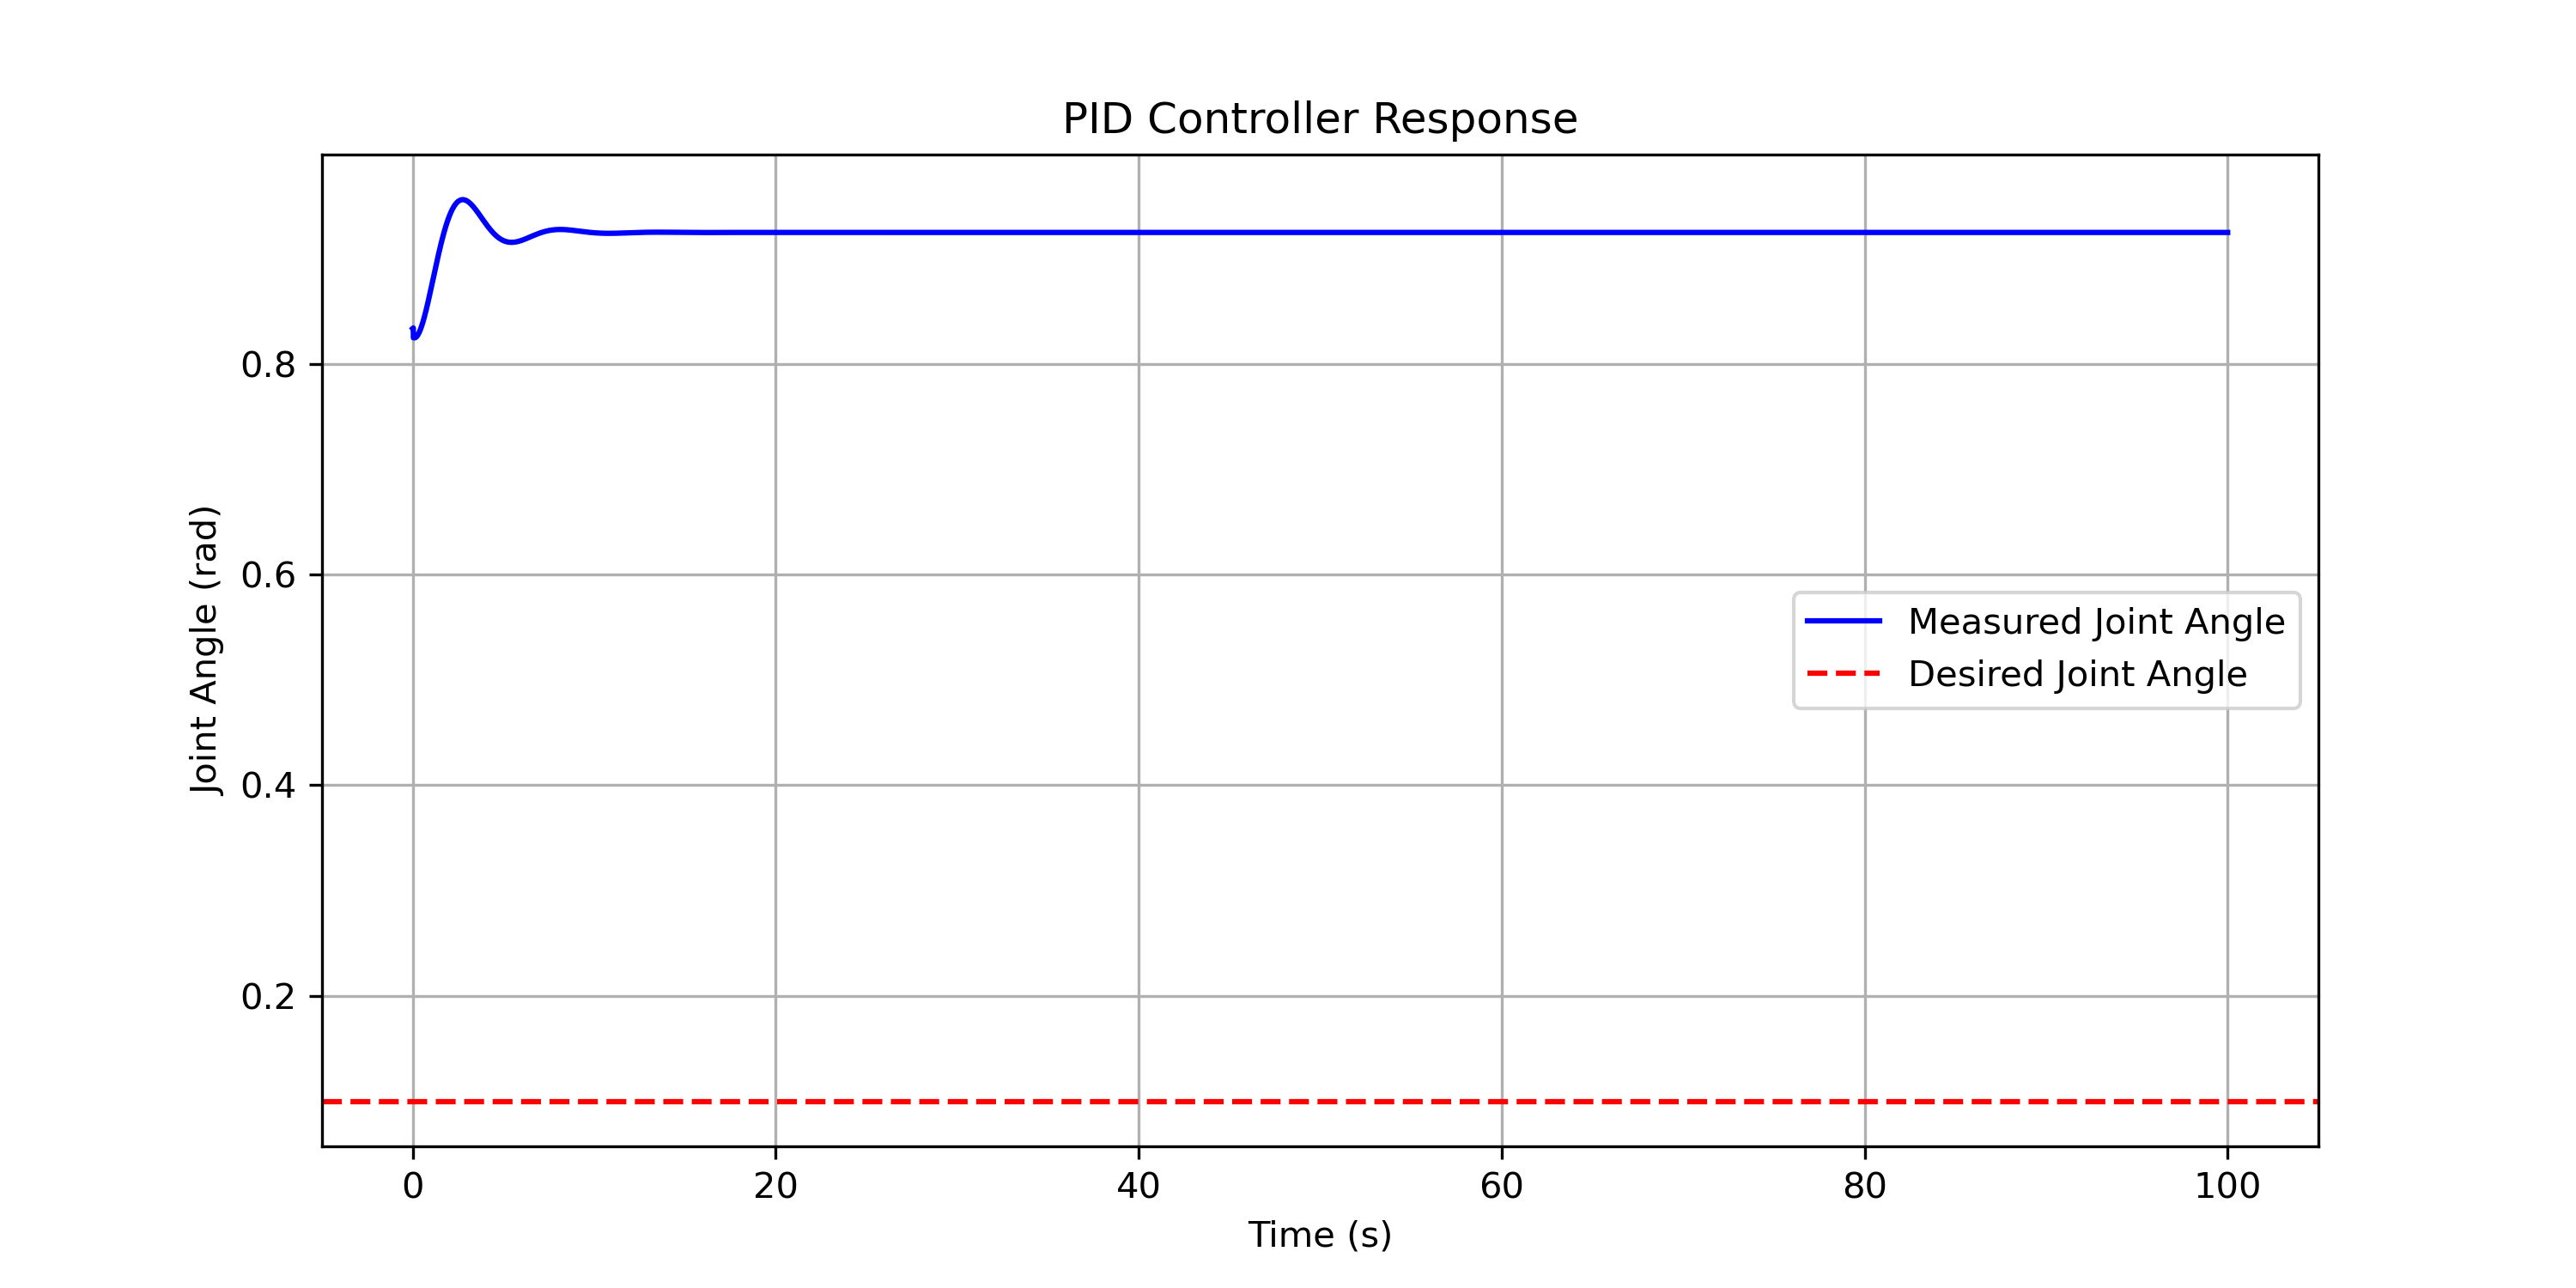 PID Controller Response
0.8
0.6
0.4
0.2
Joint Angle (rad)
Measured Joint Angle
Desired Joint Angle
0 20 40 60 80 100
Time (s)